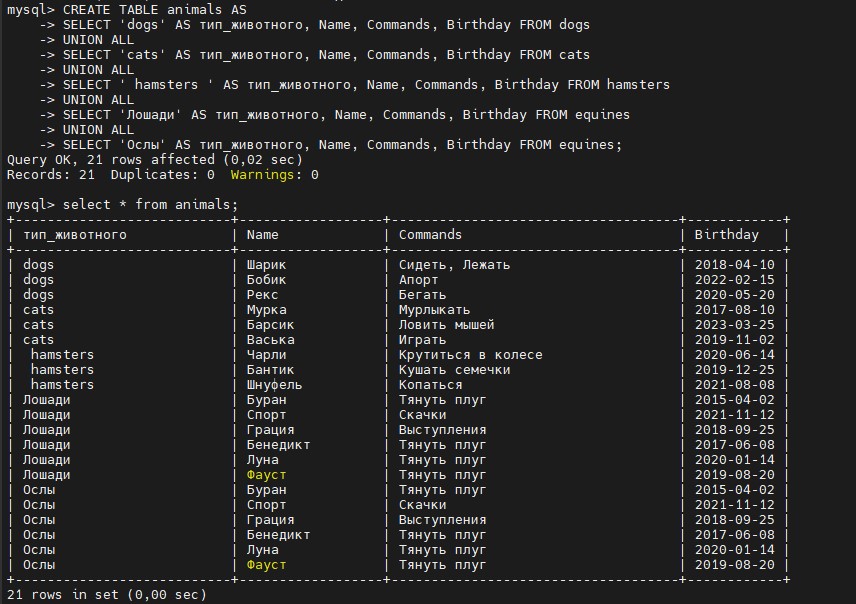 mysql> CREATE TABLE animals AS
    -> SELECT 'dogs' AS тип_животного, Name, Commands, Birthday FROM dogs
    -> UNION ALL
    -> SELECT 'cats' AS тип_животного, Name, Commands, Birthday FROM cats
    -> UNION ALL
    -> SELECT ' hamsters ' AS тип_животного, Name, Commands, Birthday FROM hamsters
    -> UNION ALL
    -> SELECT 'Лошади' AS тип_животного, Name, Commands, Birthday FROM equines
    -> UNION ALL
    -> SELECT 'Ослы' AS тип_животного, Name, Commands, Birthday FROM equines;
Query OK, 21 rows affected (0,02 sec)
Records: 21  Duplicates: 0  Warnings: 0

mysql> select * from animals;
+---------------------------+------------------+------------------------------------+------------+
| тип_животного             | Name             | Commands                           | Birthday   |
+---------------------------+------------------+------------------------------------+------------+
| dogs                      | Шарик            | Сидеть, Лежать                     | 2018-04-10 |
| dogs                      | Бобик            | Апорт                              | 2022-02-15 |
| dogs                      | Рекс             | Бегать                             | 2020-05-20 |
| cats                      | Мурка            | Мурлыкать                          | 2017-08-10 |
| cats                      | Барсик           | Ловить мышей                       | 2023-03-25 |
| cats                      | Васька           | Играть                             | 2019-11-02 |
|  hamsters                 | Чарли            | Крутиться в колесе                 | 2020-06-14 |
|  hamsters                 | Бантик           | Кушать семечки                     | 2019-12-25 |
|  hamsters                 | Шнуфель          | Копаться                           | 2021-08-08 |
| Лошади                    | Буран            | Тянуть плуг                        | 2015-04-02 |
| Лошади                    | Спорт            | Скачки                             | 2021-11-12 |
| Лошади                    | Грация           | Выступления                        | 2018-09-25 |
| Лошади                    | Бенедикт         | Тянуть плуг                        | 2017-06-08 |
| Лошади                    | Луна             | Тянуть плуг                        | 2020-01-14 |
| Лошади                    | Фауст            | Тянуть плуг                        | 2019-08-20 |
| Ослы                      | Буран            | Тянуть плуг                        | 2015-04-02 |
| Ослы                      | Спорт            | Скачки                             | 2021-11-12 |
| Ослы                      | Грация           | Выступления                        | 2018-09-25 |
| Ослы                      | Бенедикт         | Тянуть плуг                        | 2017-06-08 |
| Ослы                      | Луна             | Тянуть плуг                        | 2020-01-14 |
| Ослы                      | Фауст            | Тянуть плуг                        | 2019-08-20 |
+---------------------------+------------------+------------------------------------+------------+
21 rows in set (0,00 sec)